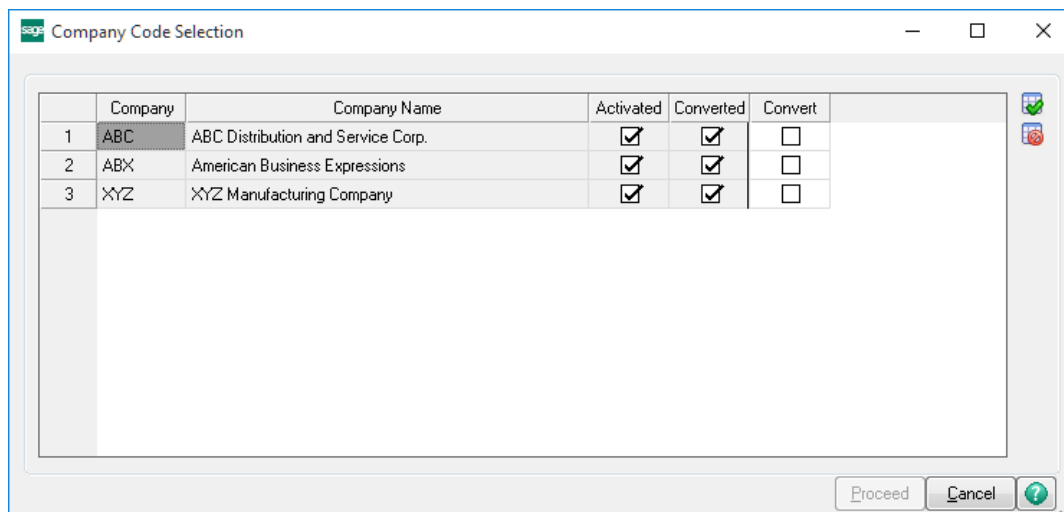 sage Company Code Selection
Company Company Name Activated Converted Convert
1 ABC ABC Distribution and Service Corp.
2 ABX American Business Expressions
3 XYZ XYZ Manufacturing Company
Proceed Cancel ?